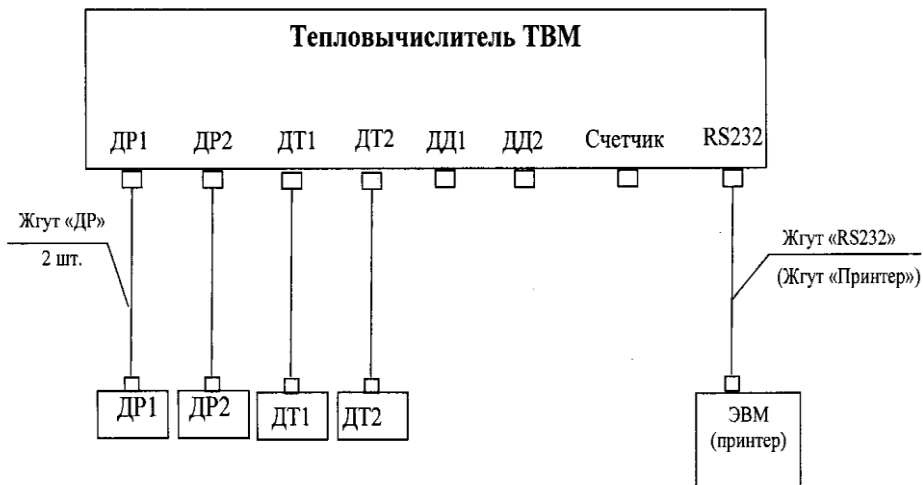 Тепловычислитель ТВМ
ДР1 ДР2 ДТ1 ДТ2 ДД1 ДД2 Счетчик RS232
Жгут «ДР»
2 шт.
Жгут «RS232»
(Жгут «Принтер»)
ДР1 ДР2 ДТ1 ДТ2
ЭВМ
(принтер)